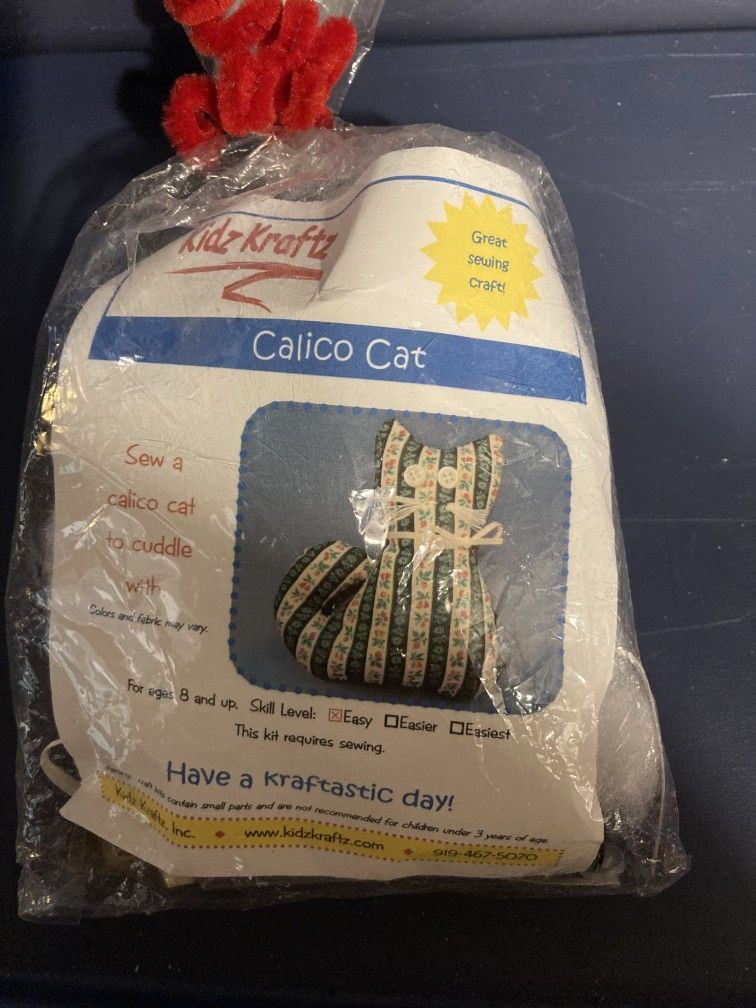 Kidz Kraftz
Great
sewing
Craft!
Calico Cat
Sew a
calico cat
to cuddle
with.
Colors and fabric may vary.
For ages 8 and up. Skill Level: ☒Easy ☐Easier ☐Easiest
This kit requires sewing.
Have a kraftastic day!
craft kits contain small parts and are not recommended for children under 3 years of age.
Kidz Kraftz, Inc. ♦ www.kidzkraftz.com ♦ 919-467-5070